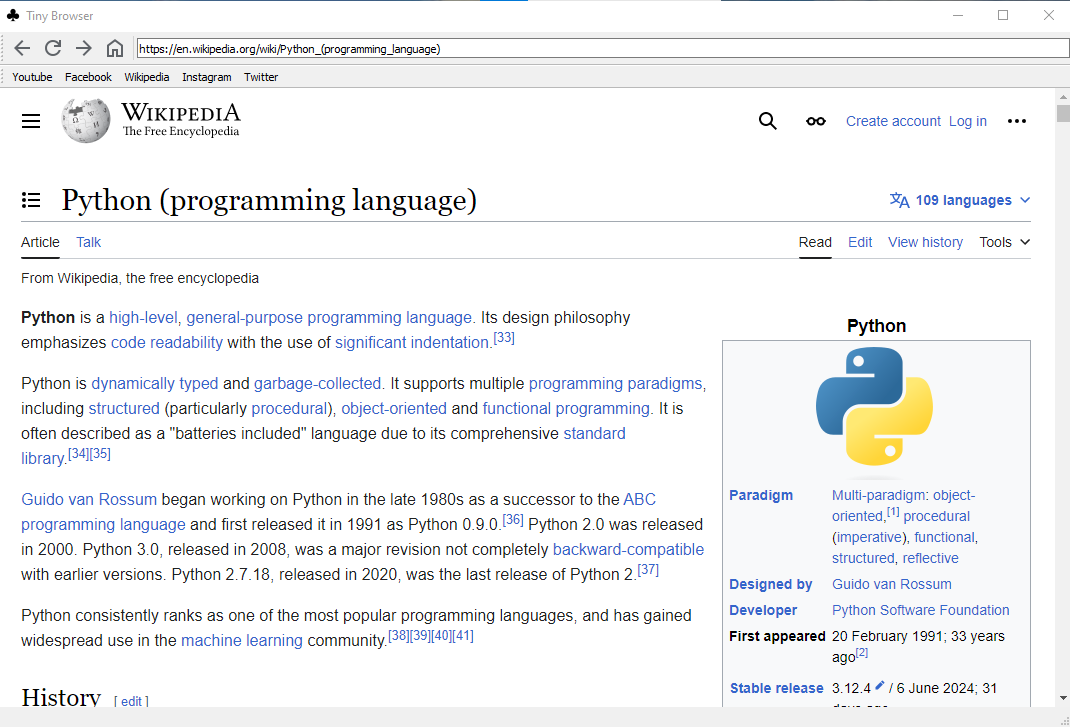 Tiny Browser
https://en.wikipedia.org/wiki/Python_(programming_language)
Youtube Facebook Wikipedia Instagram Twitter
WIKIPEDIA
The Free Encyclopedia
Create account Log in
Python (programming language)
109 languages
Article Talk
Read Edit View history Tools
From Wikipedia, the free encyclopedia
Python is a high-level, general-purpose programming language. Its design philosophy
emphasizes code readability with the use of significant indentation.[33]
Python is dynamically typed and garbage-collected. It supports multiple programming paradigms,
including structured (particularly procedural), object-oriented and functional programming. It is
often described as a "batteries included" language due to its comprehensive standard
library.[34][35]
Guido van Rossum began working on Python in the late 1980s as a successor to the ABC
programming language and first released it in 1991 as Python 0.9.0.[36] Python 2.0 was released
in 2000. Python 3.0, released in 2008, was a major revision not completely backward-compatible
with earlier versions. Python 2.7.18, released in 2020, was the last release of Python 2.[37]
Python consistently ranks as one of the most popular programming languages, and has gained
widespread use in the machine learning community.[38][39][40][41]
History [ edit ]
Python
Paradigm Multi-paradigm: object-
oriented,[1] procedural
(imperative), functional,
structured, reflective
Designed by Guido van Rossum
Developer Python Software Foundation
First appeared 20 February 1991; 33 years
ago[2]
Stable release 3.12.4 / 6 June 2024; 31
days ago